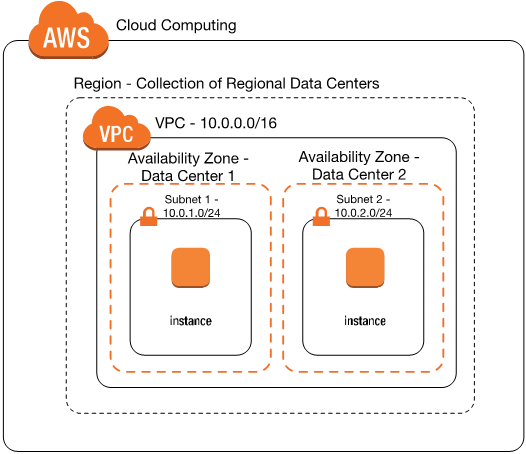 AWS
Cloud Computing
Region - Collection of Regional Data Centers
VPC
VPC - 10.0.0.0/16
Availability Zone -
Data Center 1
Availability Zone -
Data Center 2
Subnet 1 -
10.0.1.0/24
Subnet 2 -
10.0.2.0/24
instance
instance